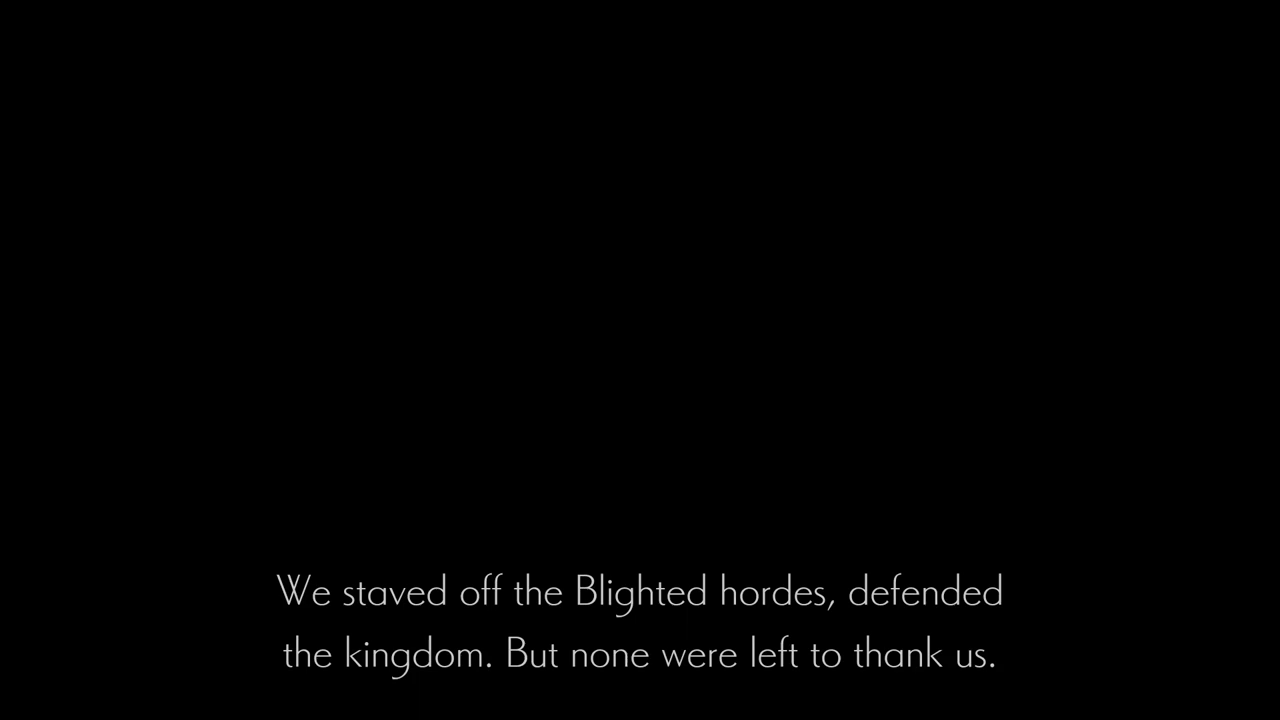 We staved off the Blighted hordes, defended
the kingdom. But none were left to thank us.